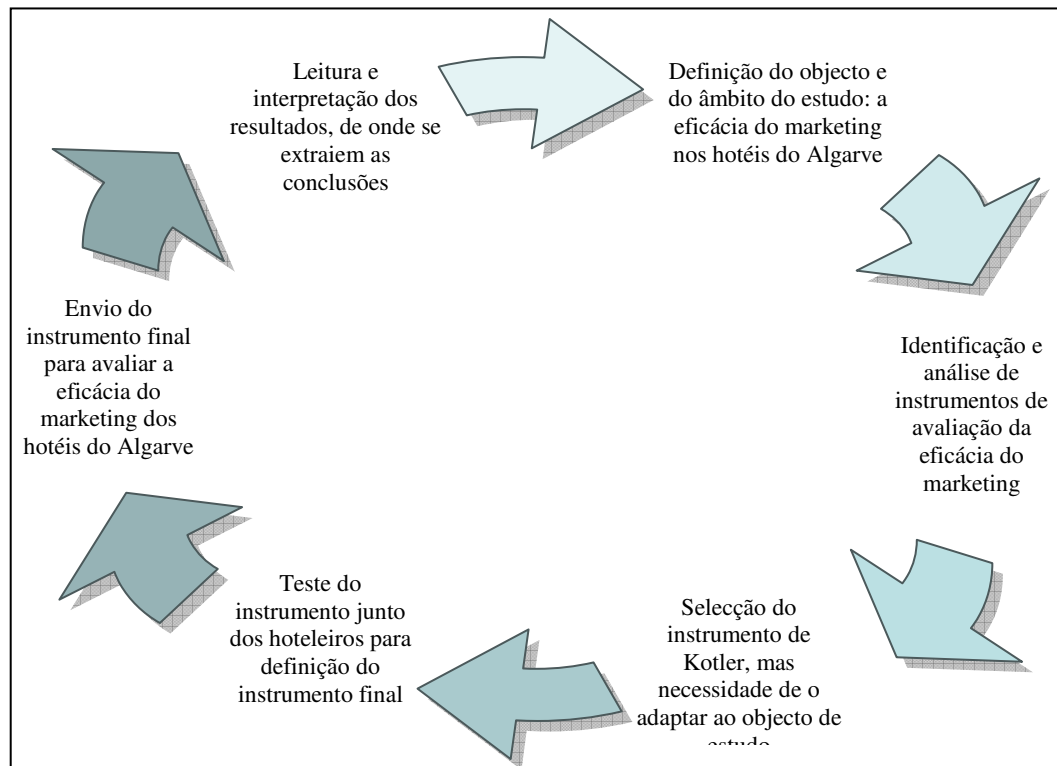 Leitura e
interpretação dos
resultados, de onde se
extraiem as
conclusões
Definição do objecto e
do âmbito do estudo: a
eficácia do marketing
nos hotéis do Algarve
Identificação e
análise de
instrumentos de
avaliação da
eficácia do
marketing
Selecção do
instrumento de
Kotler, mas
necessidade de o
adaptar ao objecto de
estudo
Teste do
instrumento junto
dos hoteleiros para
definição do
instrumento final
Envio do
instrumento final
para avaliar a
eficácia do
marketing dos
hotéis do Algarve